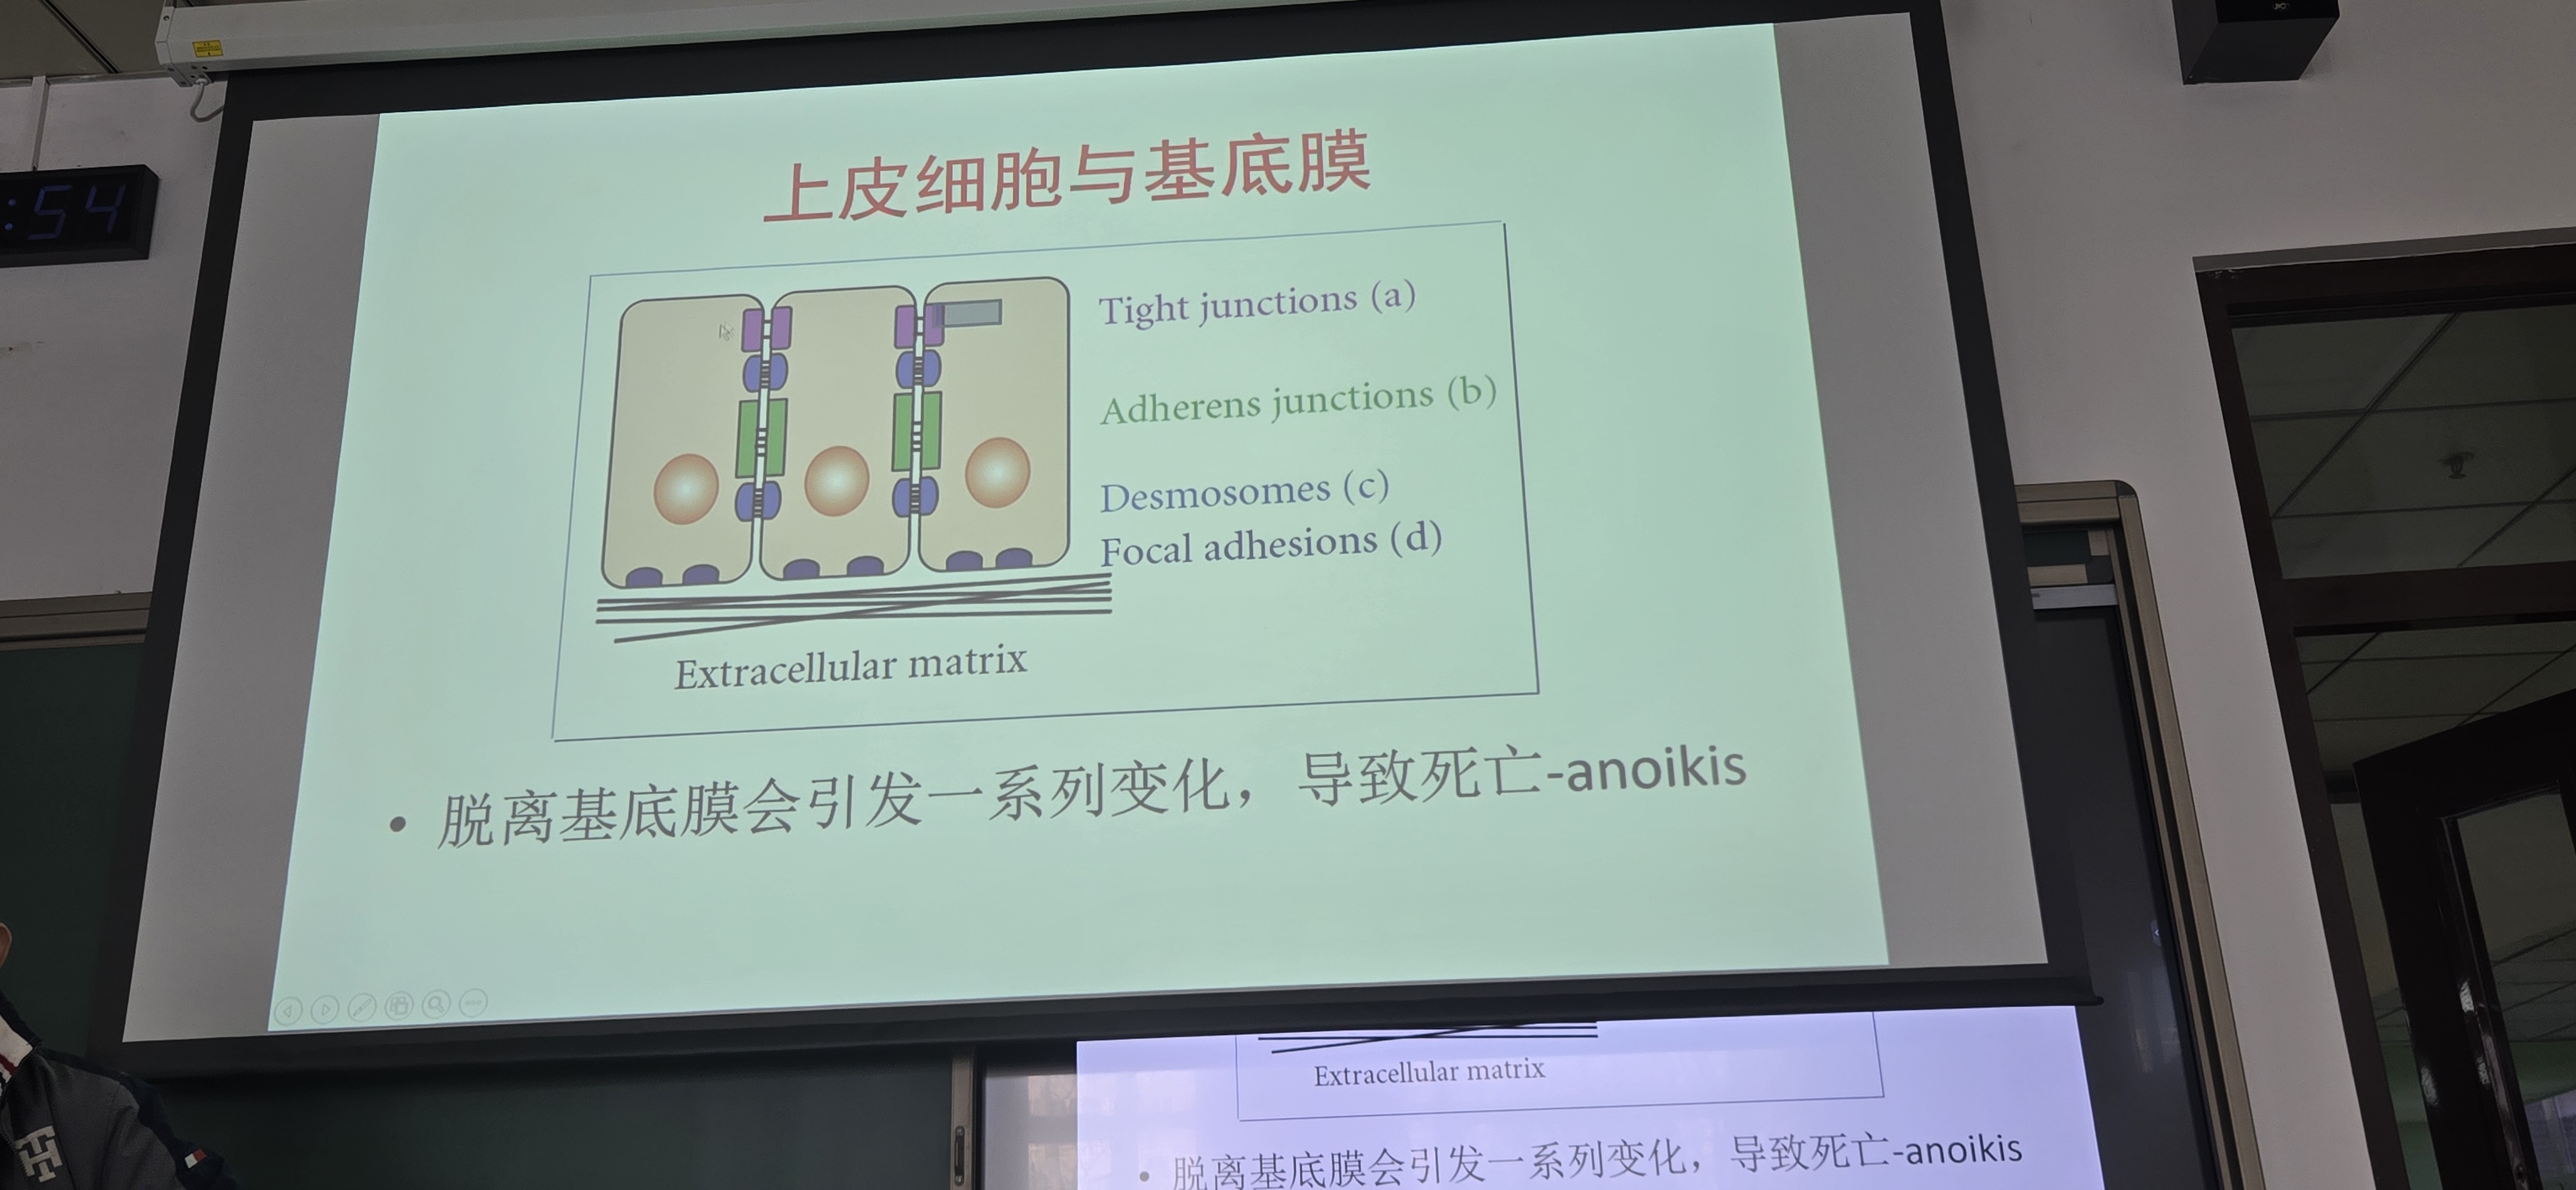 :54
上皮细胞与基底膜
Tight junctions (a)
Adherens junctions (b)
Desmosomes (c)
Focal adhesions (d)
Extracellular matrix
• 脱离基底膜会引发一系列变化，导致死亡-anoikis
Extracellular matrix
• 脱离基底膜会引发一系列变化，导致死亡-anoikis